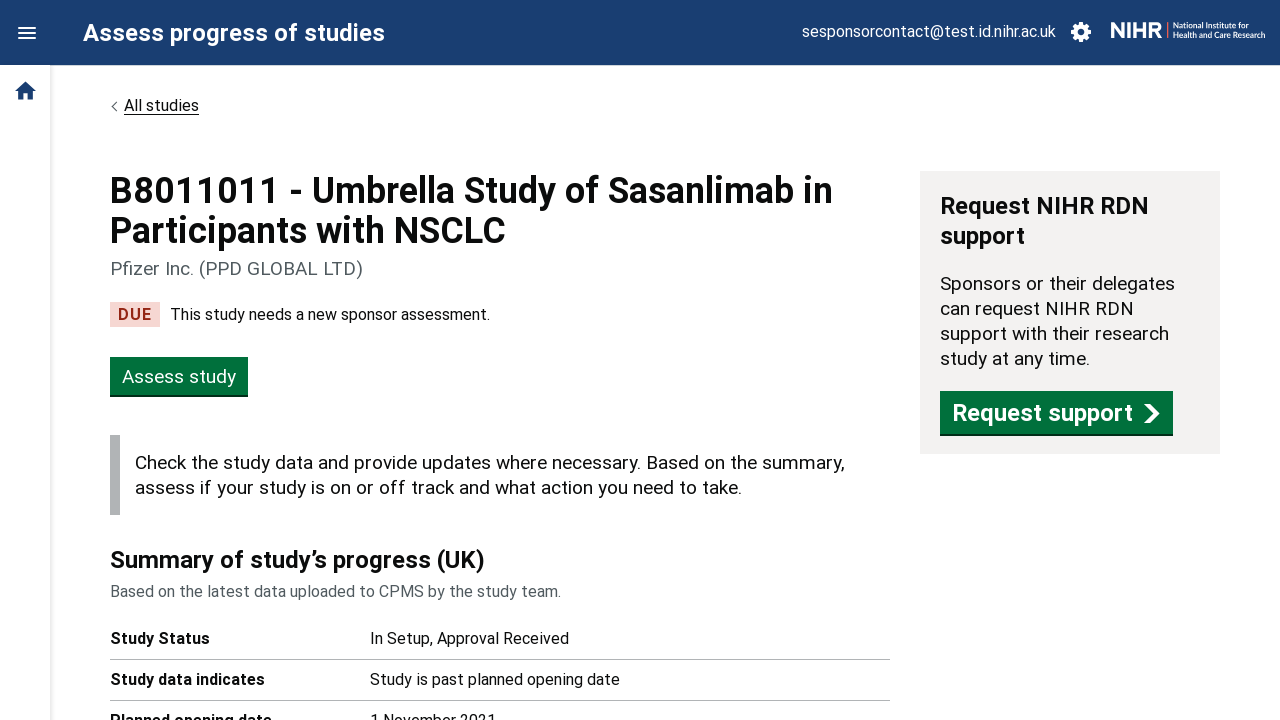 Assess progress of studies
sesponsorcontact@test.id.nihr.ac.uk
NIHR | National Institute for
Health and Care Research
All studies
B8011011 - Umbrella Study of Sasanlimab in
Participants with NSCLC
Pfizer Inc. (PPD GLOBAL LTD)
DUE This study needs a new sponsor assessment.
Assess study
Check the study data and provide updates where necessary. Based on the summary,
assess if your study is on or off track and what action you need to take.
Summary of study’s progress (UK)
Based on the latest data uploaded to CPMS by the study team.
Study Status In Setup, Approval Received
Study data indicates Study is past planned opening date
Planned opening date 1 November 2021
Request NIHR RDN
support
Sponsors or their delegates
can request NIHR RDN
support with their research
study at any time.
Request support